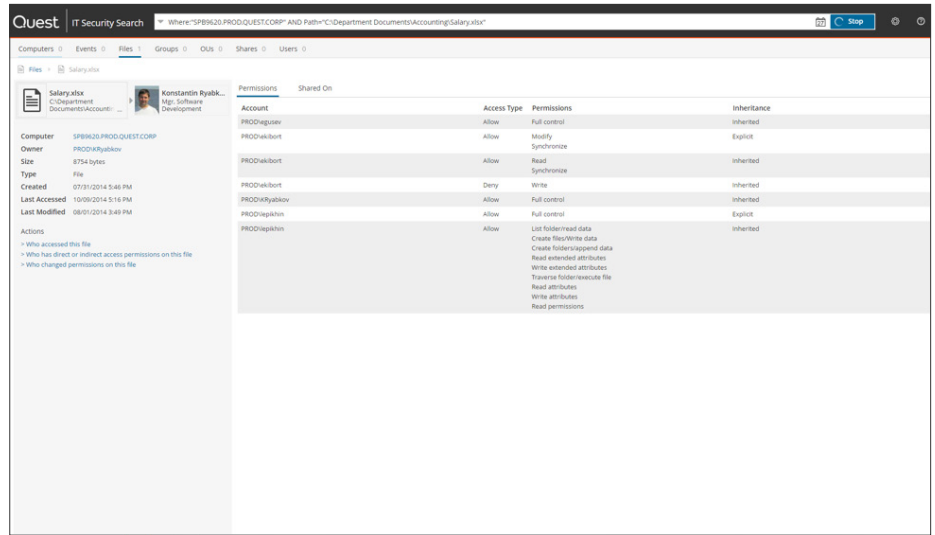 Quest IT Security Search Where:"SPB9620.PROD.QUEST.CORP" AND Path="C:\Department Documents\Accounting\Salary.xlsx" 27 Stop
Computers 0 Events 0 Files 1 Groups 0 OUs 0 Shares 0 Users 0
Files > Salary.xlsx
Salary.xlsx
C:\Department
Documents\Accounti ...
Konstantin Ryabk...
Mgr, Software
Development
Computer SPB9620.PROD.QUEST.CORP
Owner PROD\KRyabkov
Size 8754 bytes
Type File
Created 07/31/2014 5:46 PM
Last Accessed 10/09/2014 5:16 PM
Last Modified 08/01/2014 3:49 PM
Actions
> Who accessed this file
> Who has direct or indirect access permissions on this file
> Who changed permissions on this file
Permissions Shared On
Account Access Type Permissions Inheritance
PROD\agusev Allow Full control Inherited
PROD\akibort Allow Modify Explicit
Synchronize
PROD\akibort Allow Read Inherited
Synchronize
PROD\akibort Deny Write Inherited
PROD\KRyabkov Allow Full control Inherited
PROD\lepikhin Allow Full control Explicit
PROD\lepikhin Allow List folder/read data Inherited
Create files/Write data
Create folders/append data
Read extended attributes
Write extended attributes
Traverse folder/execute file
Read attributes
Write attributes
Read permissions